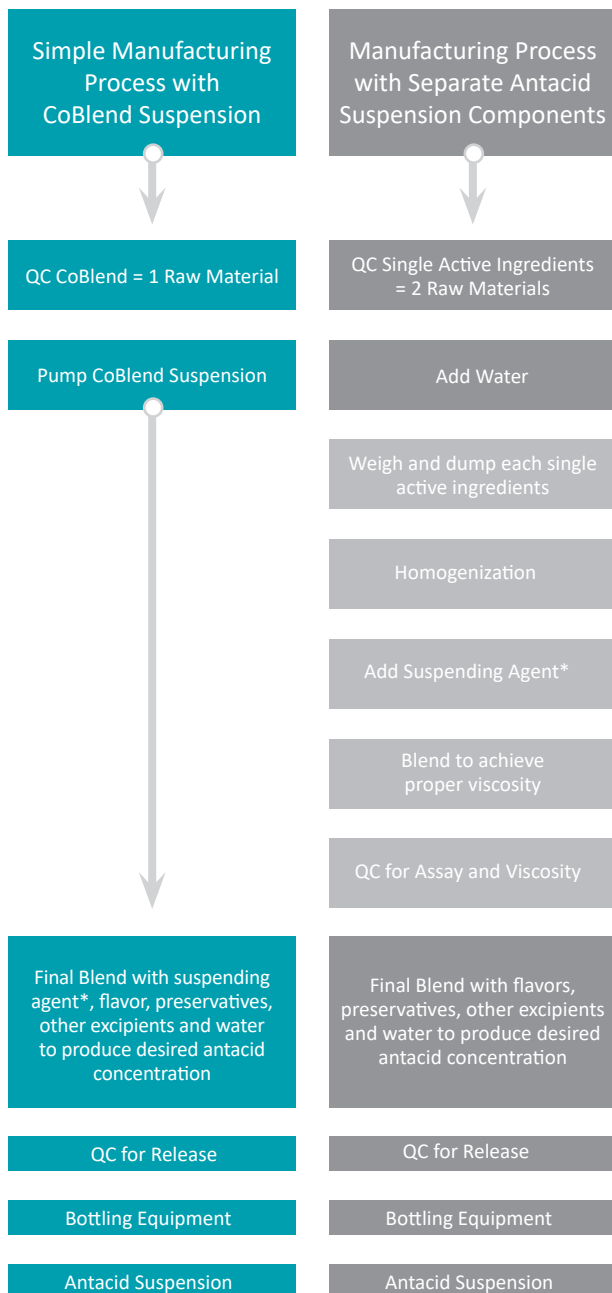 Simple Manufacturing
Process with
CoBlend Suspension
QC CoBlend = 1 Raw Material
Pump CoBlend Suspension
Final Blend with suspending
agent*, flavor, preservatives,
other excipients and water
to produce desired antacid
concentration
QC for Release
Bottling Equipment
Antacid Suspension
Manufacturing Process
with Separate Antacid
Suspension Components
QC Single Active Ingredients
= 2 Raw Materials
Add Water
Weigh and dump each single
active ingredients
Homogenization
Add Suspending Agent*
Blend to achieve
proper viscosity
QC for Assay and Viscosity
Final Blend with flavors,
preservatives, other excipients
and water to produce desired
antacid concentration
QC for Release
Bottling Equipment
Antacid Suspension